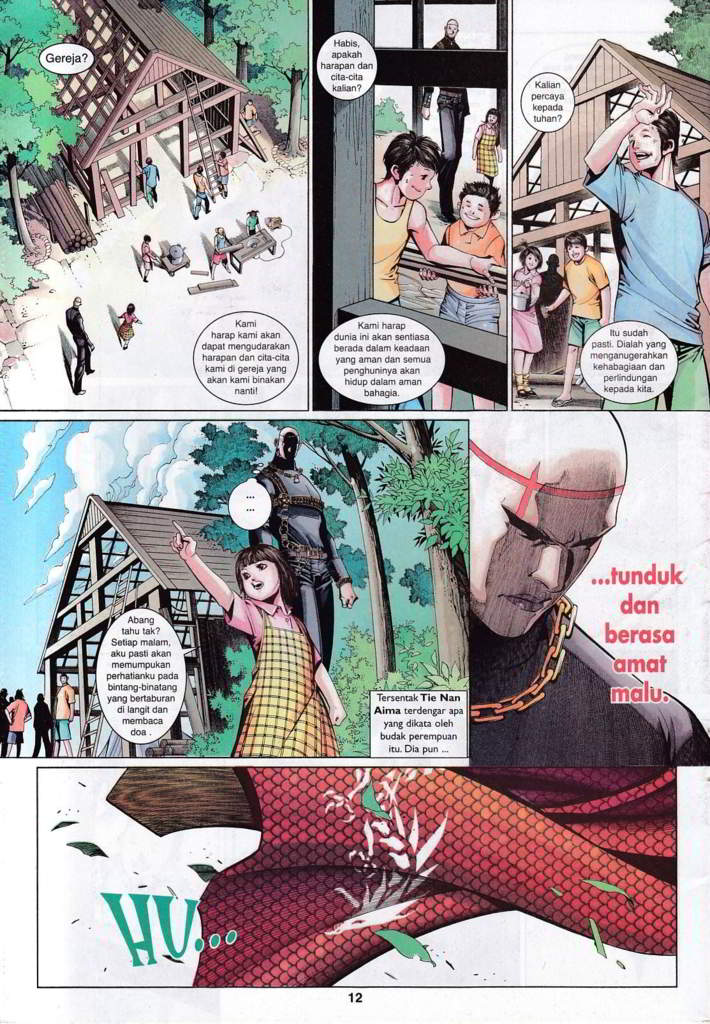 Gereja?
Kami
harap kami akan
dapat mengudarakan
harapan dan cita-cita
kami di gereja yang
akan kami binakan
nanti!
Habis,
apakah
harapan dan
cita-cita
kalian?
Kami harap
dunia ini akan sentiasa
berada dalam keadaan
yang aman dan semua
penghuninya akan
hidup dalam aman
bahagia.
Kalian
percaya
kepada
tuhan?
Itu sudah
pasti. Dialah yang
menganugerahkan
kehabagiaan dan
perlindungan
kepada kita.
...
...
Abang
tahu tak?
Setiap malam,
aku pasti akan
memumpukan
perhatianku pada
bintang-binatang
yang bertaburan
di langit dan
membaca
doa .
Tersentak Tie Nan
Aima terdengar apa
yang dikata oleh
budak perempuan
itu. Dia pun ...
...tunduk
dan
berasa
amat
malu.
HU...
12